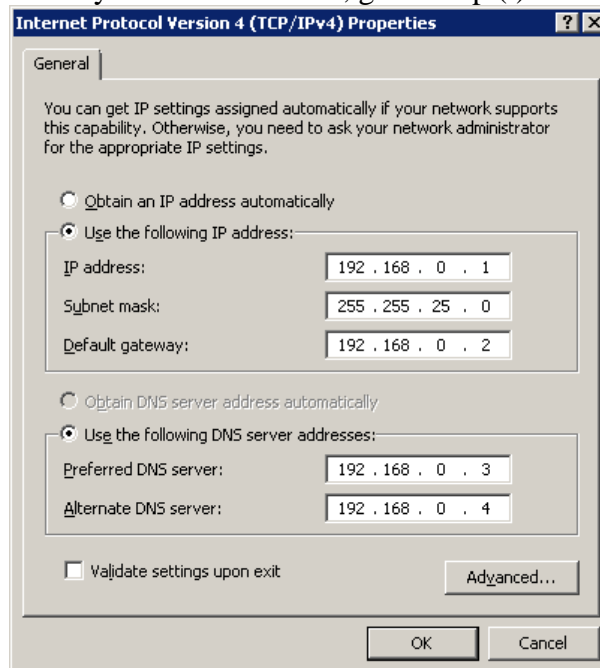 Internet Protocol Version 4 (TCP/IPv4) Properties
General
You can get IP settings assigned automatically if your network supports
this capability. Otherwise, you need to ask your network administrator
for the appropriate IP settings.
Obtain an IP address automatically
Use the following IP address:
IP address: 192 . 168 . 0 . 1
Subnet mask: 255 . 255 . 25 . 0
Default gateway: 192 . 168 . 0 . 2
Obtain DNS server address automatically
Use the following DNS server addresses:
Preferred DNS server: 192 . 168 . 0 . 3
Alternate DNS server: 192 . 168 . 0 . 4
Validate settings upon exit
Advanced...
OK Cancel